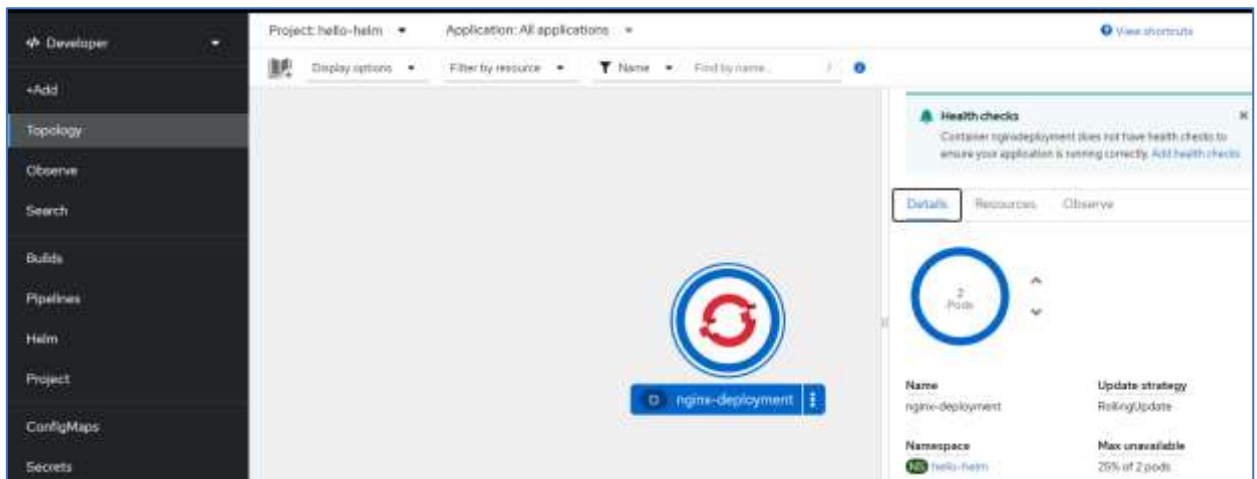 Developer
Project: hello-helm
Application: All applications
View shortcuts
Display options
Filter by resource
Name
Find by name...
/
+Add
Topology
Observe
Search
Builds
Pipelines
Helm
Project
ConfigMaps
Secrets
nginx-deployment
Health checks
Container nginxdeployment does not have health checks to
ensure your application is running correctly. Add health checks
Details
Resources
Observe
2
Pods
Name
nginx-deployment
Update strategy
RollingUpdate
Namespace
NS hello-helm
Max unavailable
25% of 2 pods